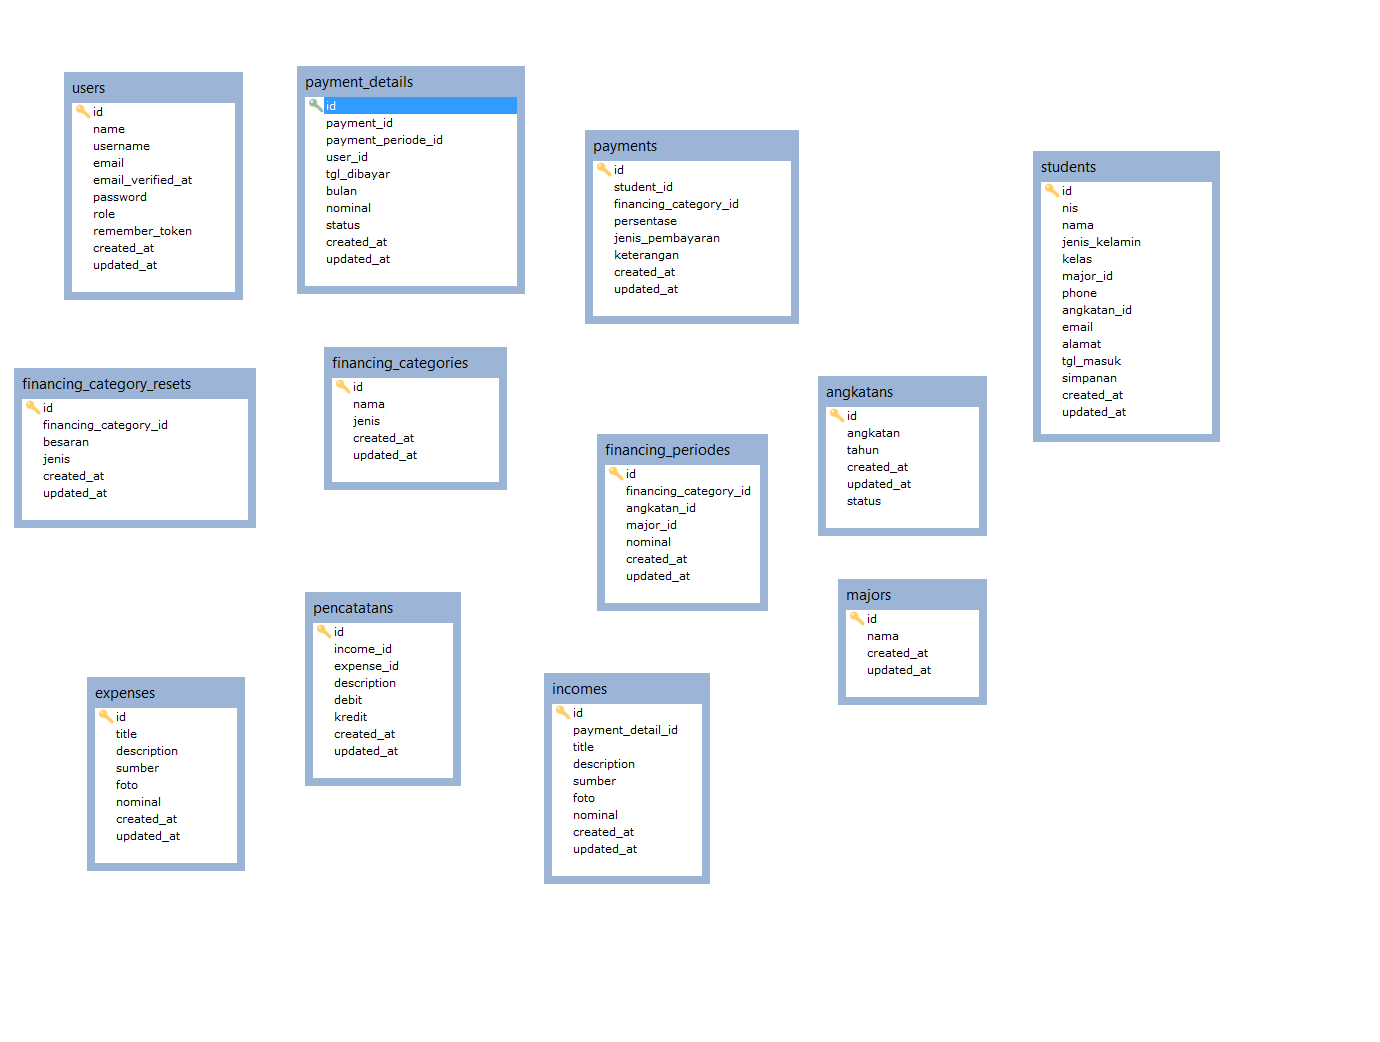 users
id
name
username
email
email_verified_at
password
role
remember_token
created_at
updated_at
payment_details
id
payment_id
payment_periode_id
user_id
tgl_dibayar
bulan
nominal
status
created_at
updated_at
payments
id
student_id
financing_category_id
persentase
jenis_pembayaran
keterangan
created_at
updated_at
students
id
nis
nama
jenis_kelamin
kelas
major_id
phone
angkatan_id
email
alamat
tgl_masuk
simpanan
created_at
updated_at
financing_category_resets
id
financing_category_id
besaran
jenis
created_at
updated_at
financing_categories
id
nama
jenis
created_at
updated_at
financing_periodes
id
financing_category_id
angkatan_id
major_id
nominal
created_at
updated_at
angkatans
id
angkatan
tahun
created_at
updated_at
status
majors
id
nama
created_at
updated_at
expenses
id
title
description
sumber
foto
nominal
created_at
updated_at
pencatatans
id
income_id
expense_id
description
debit
kredit
created_at
updated_at
incomes
id
payment_detail_id
title
description
sumber
foto
nominal
created_at
updated_at